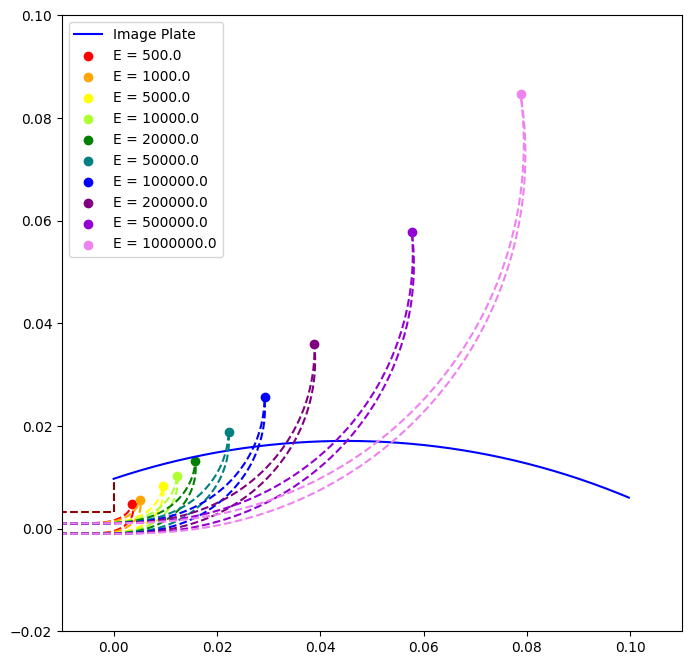 0.10
0.08
0.06
0.04
0.02
0.00
−0.02
Image Plate
E = 500.0
E = 1000.0
E = 5000.0
E = 10000.0
E = 20000.0
E = 50000.0
E = 100000.0
E = 200000.0
E = 500000.0
E = 1000000.0
0.00
0.02
0.04
0.06
0.08
0.10